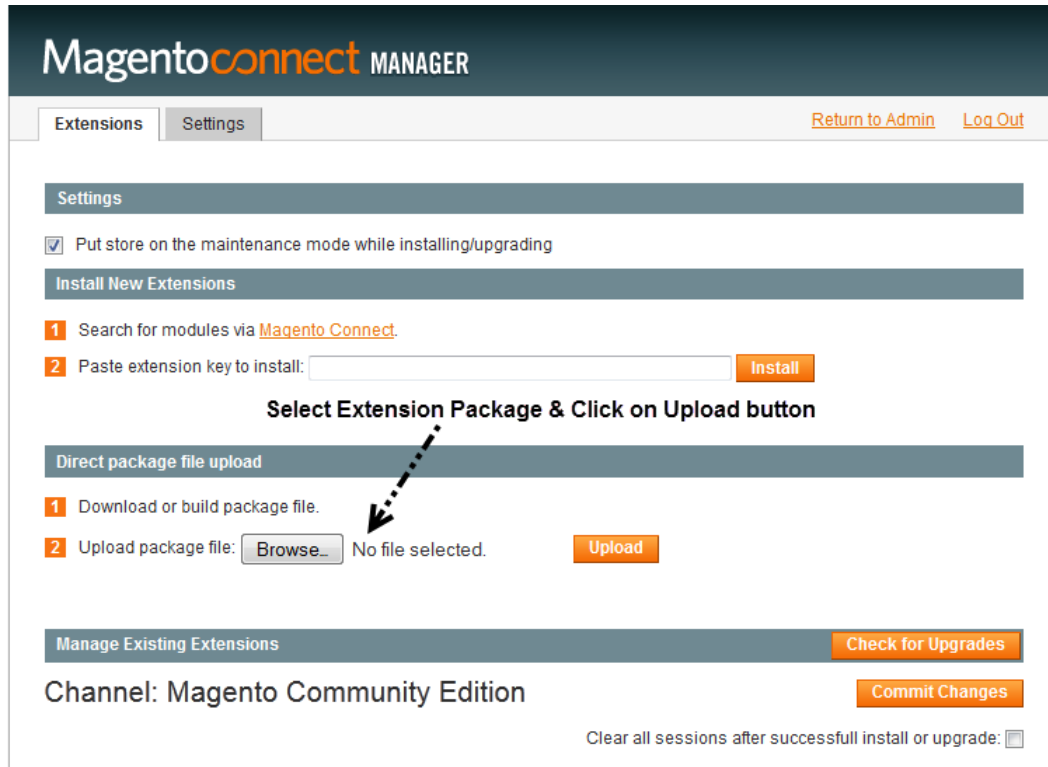 Magentoconnect MANAGER
Extensions Settings Return to Admin Log Out
Settings
Put store on the maintenance mode while installing/upgrading
Install New Extensions
1 Search for modules via Magento Connect.
2 Paste extension key to install: Install
Select Extension Package & Click on Upload button
Direct package file upload
1 Download or build package file.
2 Upload package file: Browse... No file selected. Upload
Manage Existing Extensions Check for Upgrades
Channel: Magento Community Edition Commit Changes
Clear all sessions after successfull install or upgrade: